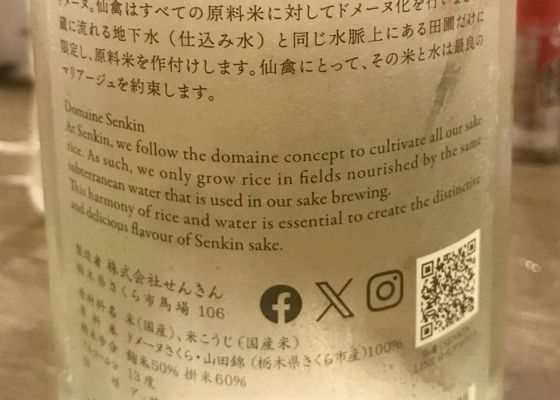 ドメーヌ。仙禽はすべての原料米に対してドメーヌ化を行い
蔵に流れる地下水(仕込み水)と同じ水脈上にある田圃だけに
限定し、原料米を作付けします。仙禽にとって、その米と水は最良の
マリアージュを約束します。
Domaine Senkin
At Senkin, we follow the domaine concept to cultivate all our sake
rice. As such, we only grow rice in fields nourished by the same
subterranean water that is used in our sake brewing.
This harmony of rice and water is essential to create the distinctive
and delicious flavour of Senkin sake.
製造者 株式会社せんきん
栃木県さくら市馬場 106
原材料名 米(国産)、米こうじ(国産米)
原料米 ドメーヌさくら・山田錦(栃木県さくら市産)100%
精米歩合 麹米50% 掛米60%
アルコール分 13度